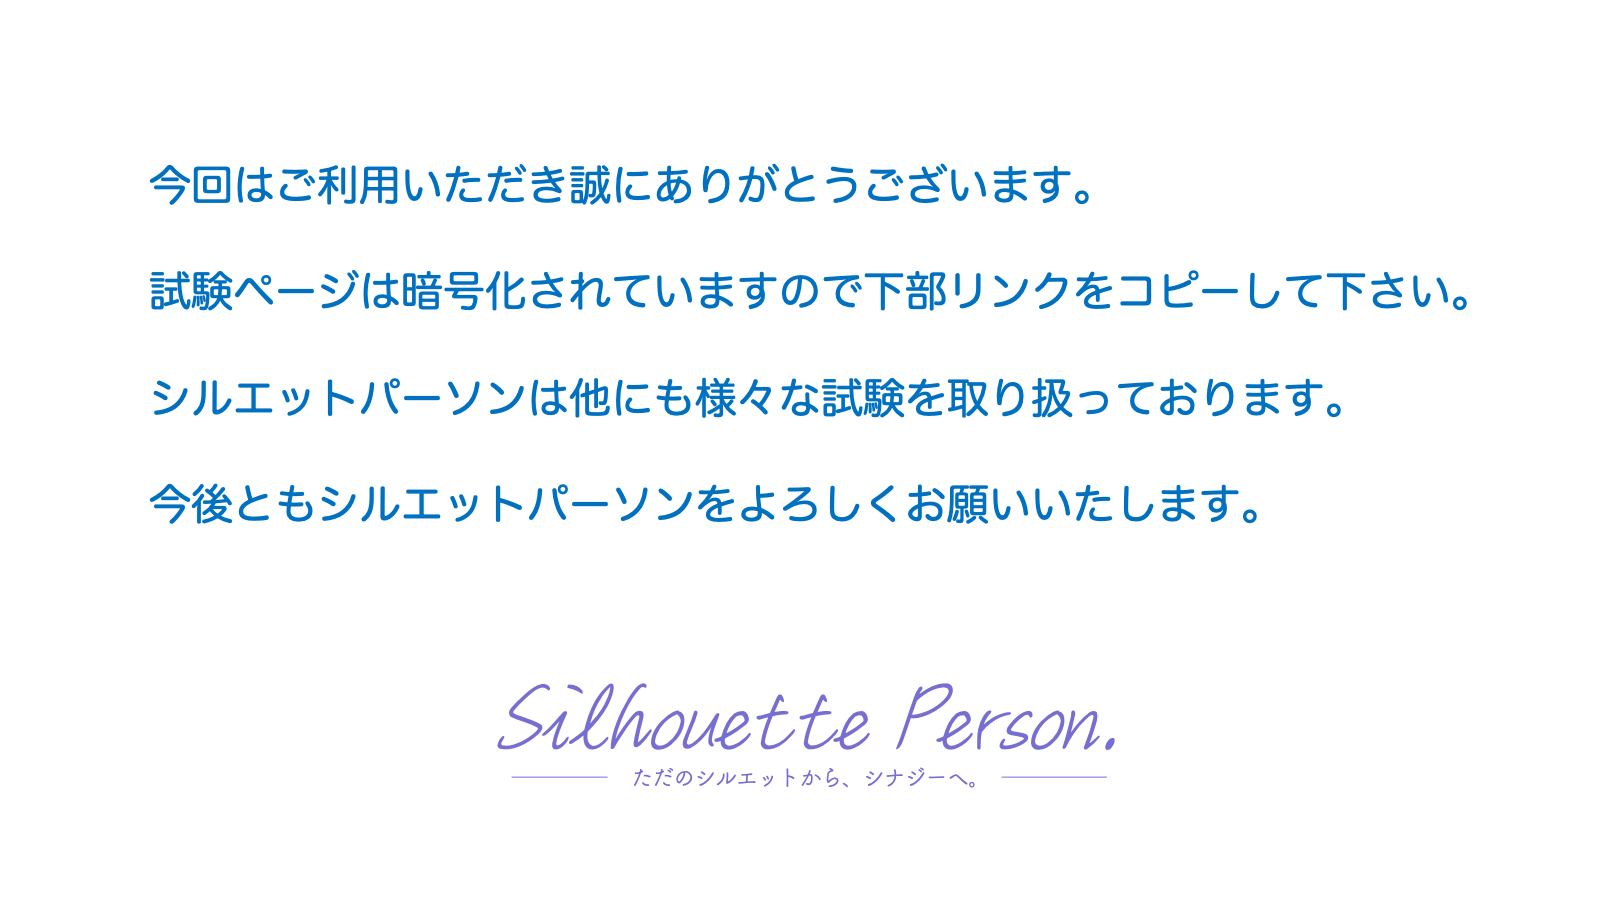 今回はご利用いただき誠にありがとうございます。
試験ページは暗号化されていますので下部リンクをコピーして下さい。
シルエットパーソンは他にも様々な試験を取り扱っております。
今後ともシルエットパーソンをよろしくお願いいたします。
Silhouette Person.
ただのシルエットから、シナジーへ。